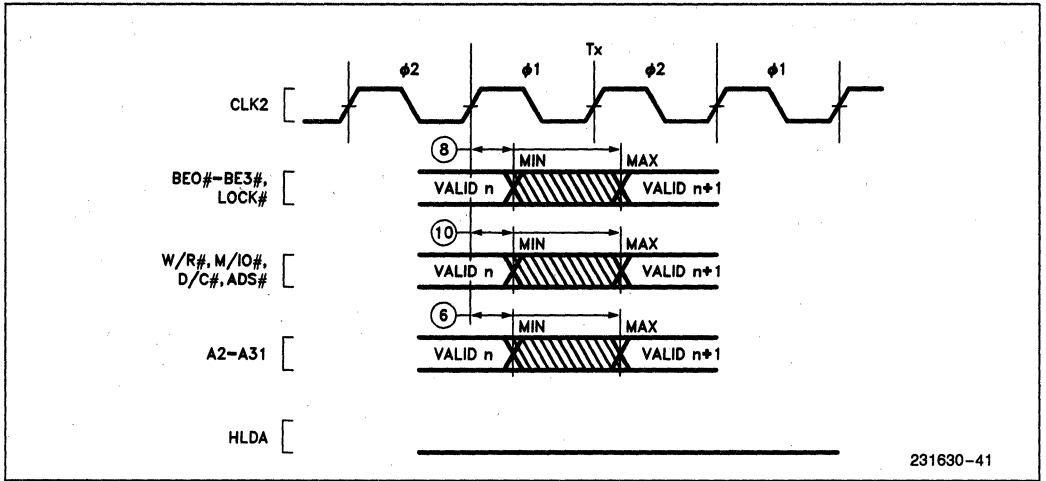 Tx
φ2 φ1 φ2 φ1
CLK2
8
MIN MAX
BE0#-BE3#,
LOCK#
VALID n VALID n+1
10
MIN MAX
W/R#, M/IO#,
D/C#, ADS#
VALID n VALID n+1
6
MIN MAX
A2-A31
VALID n VALID n+1
HLDA
231630-41